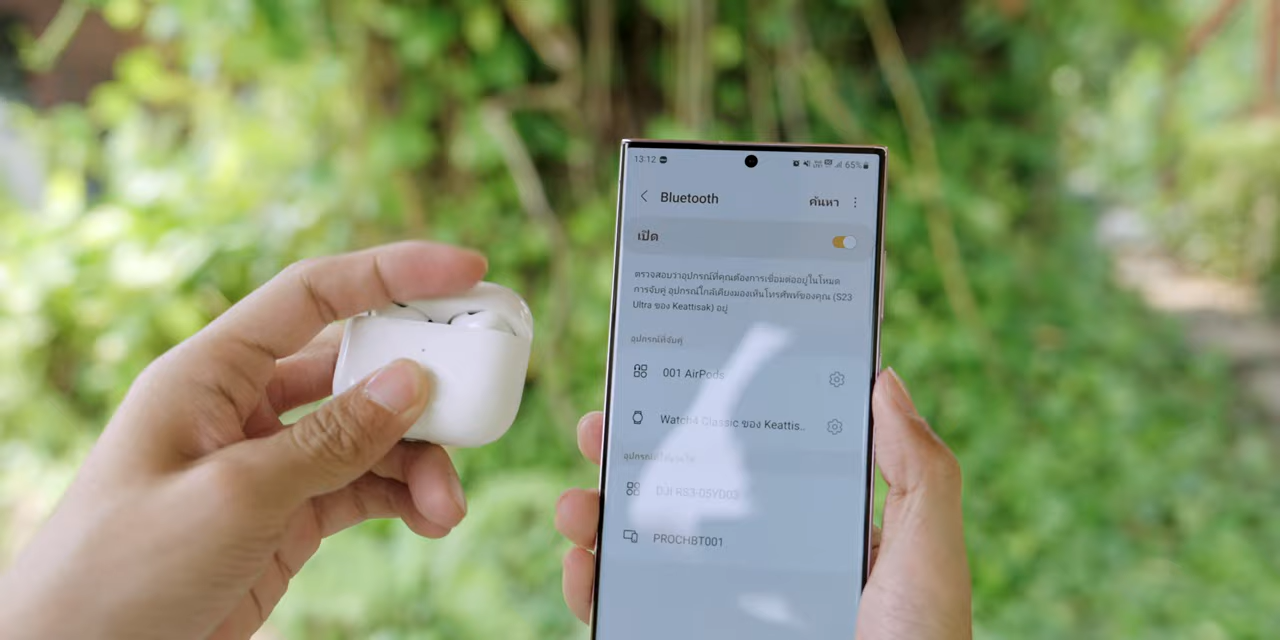 13:12
65%
Bluetooth
ค้นหา
เปิด
ตรวจสอบว่าอุปกรณ์ที่คุณต้องการเชื่อมต่ออยู่ในโหมด
การจับคู่ อุปกรณ์ใกล้เคียงมองเห็นโทรศัพท์ของคุณ (S23
Ultra ของ Keattisak) อยู่
อุปกรณ์ที่จับคู่
001 AirPods
Watch4 Classic ของ Keattis..
DJI RS3-05YD03
PROCHBT001